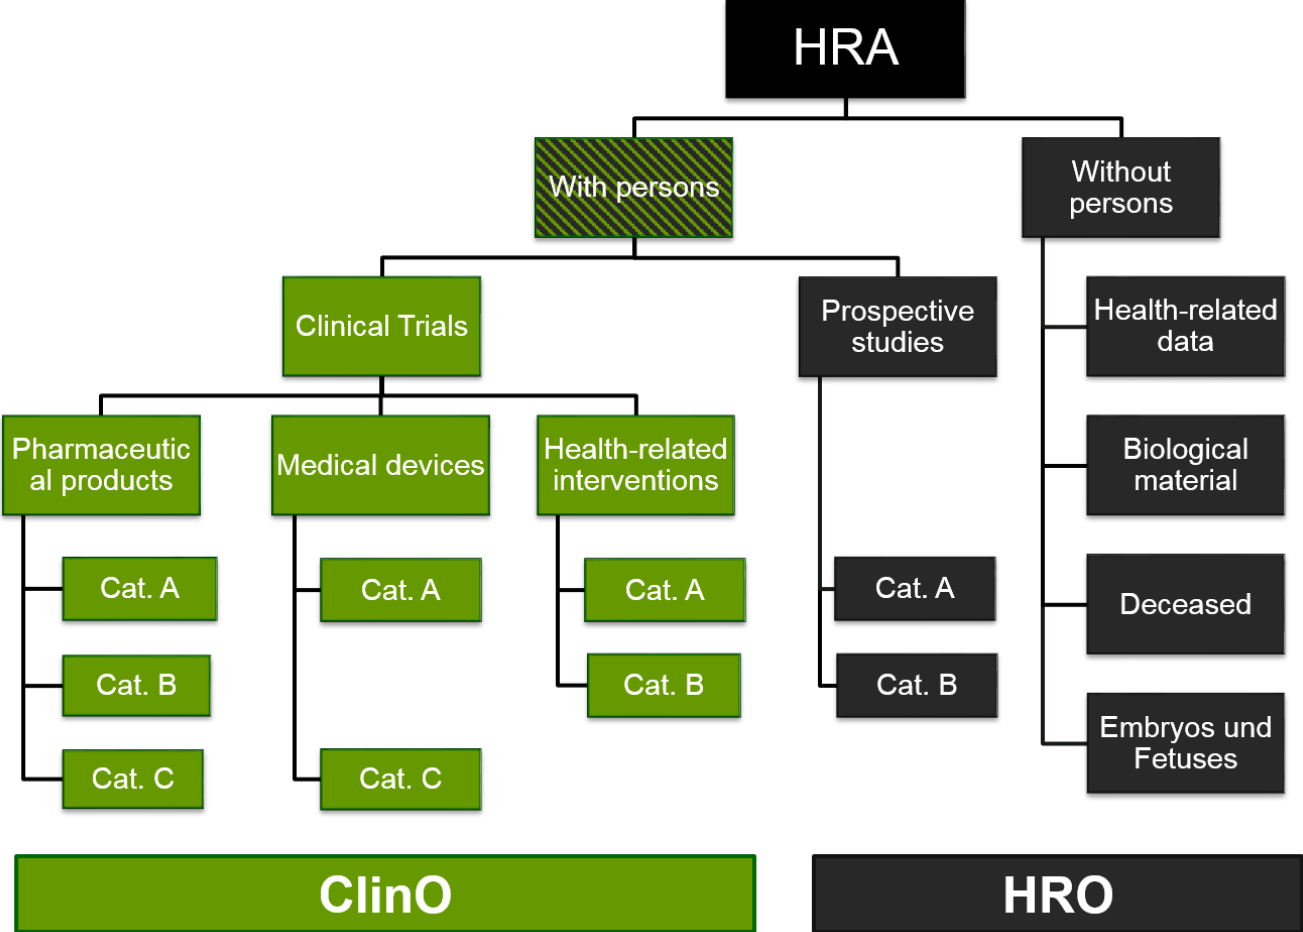 HRA
With persons
Without
persons
Clinical Trials
Prospective
studies
Health-related
data
Pharmaceutic
al products
Medical devices
Health-related
interventions
Biological
material
Cat. A
Cat. A
Cat. A
Cat. A
Deceased
Cat. B
Cat. B
Cat. B
Embryos und
Fetuses
Cat. C
Cat. C
ClinO
HRO